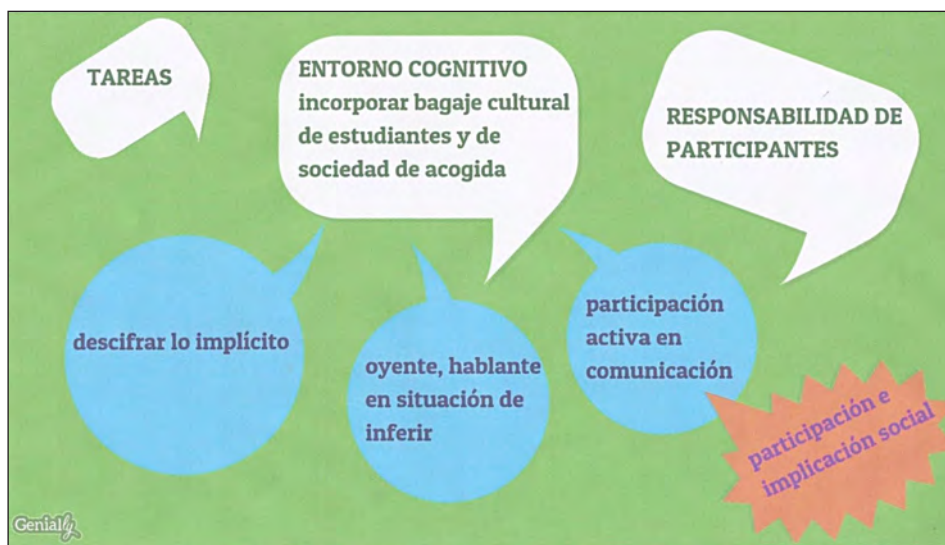 TAREAS
ENTORNO COGNITIVO
incorporar bagaje cultural
de estudiantes y de
sociedad de acogida
RESPONSABILIDAD DE
PARTICIPANTES
descifrar lo implícito
oyente, hablante
en situación de
inferir
participación
activa en
comunicación
participación e
implicación social
Genially